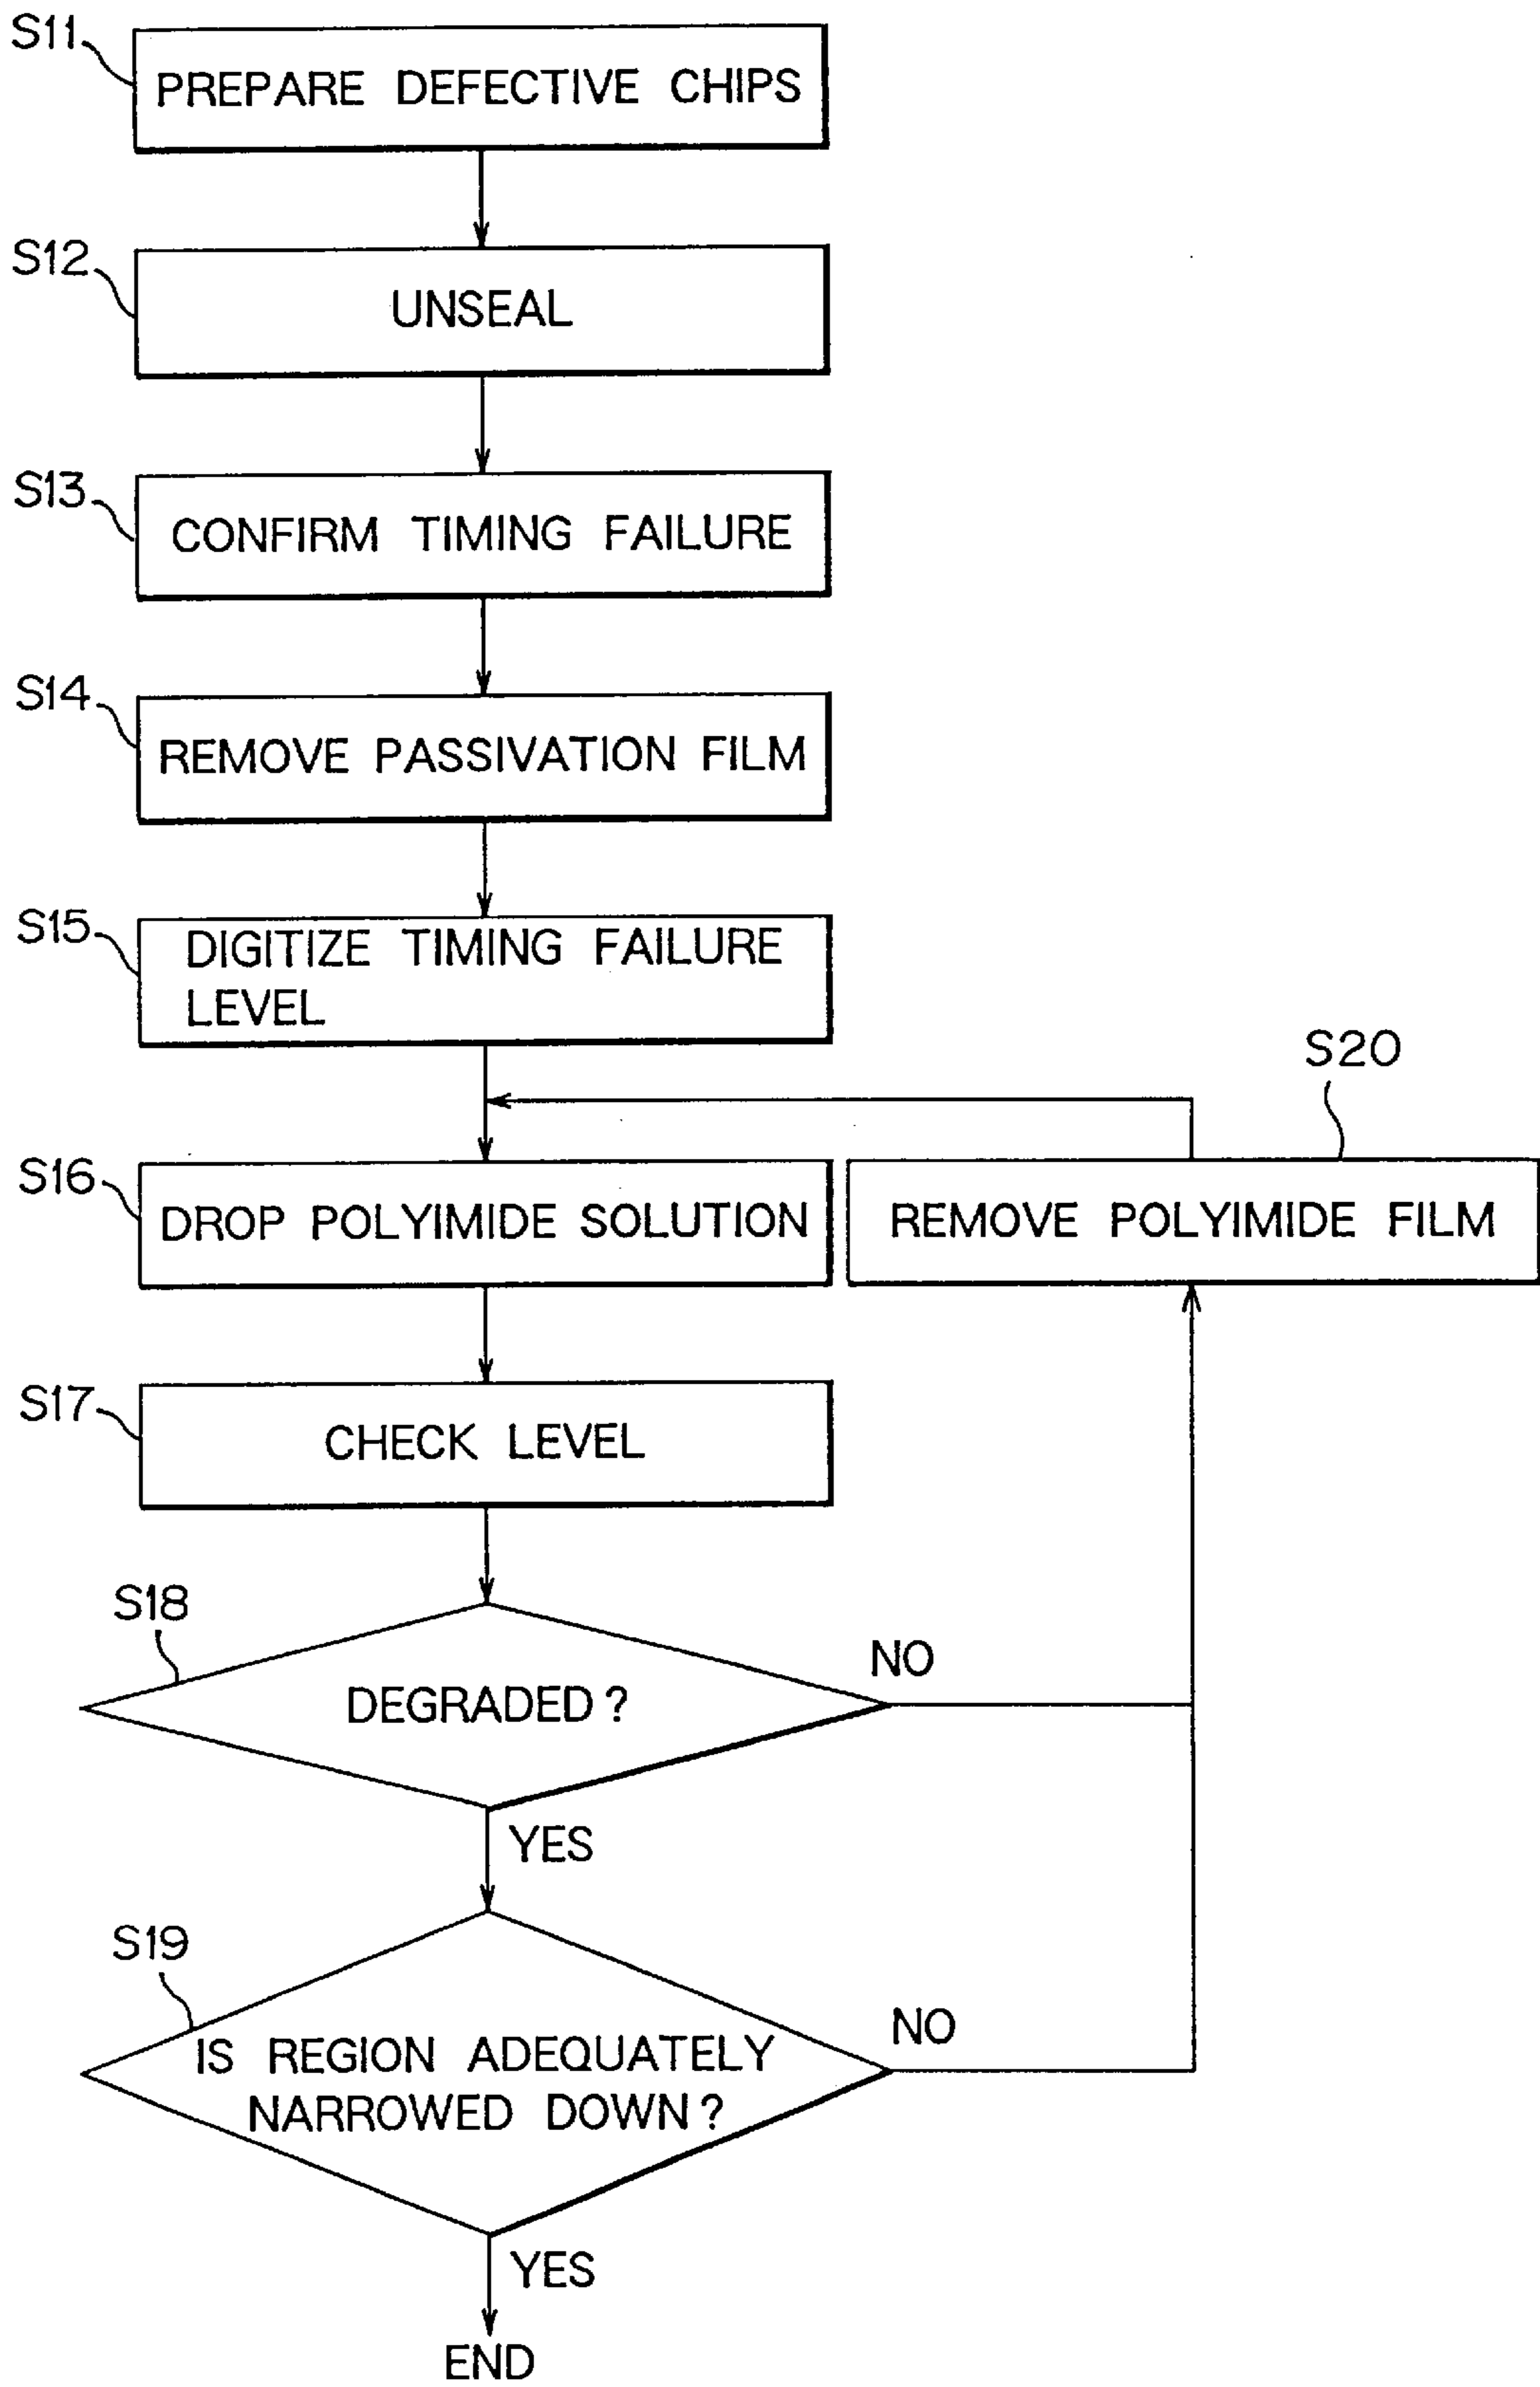 S11
PREPARE DEFECTIVE CHIPS
S12
UNSEAL
S13
CONFIRM TIMING FAILURE
S14
REMOVE PASSIVATION FILM
S15
DIGITIZE TIMING FAILURE
LEVEL
S20
S16
DROP POLYIMIDE SOLUTION
REMOVE POLYIMIDE FILM
S17
CHECK LEVEL
S18
NO
DEGRADED?
YES
S19
NO
IS REGION ADEQUATELY
NARROWED DOWN?
YES
END